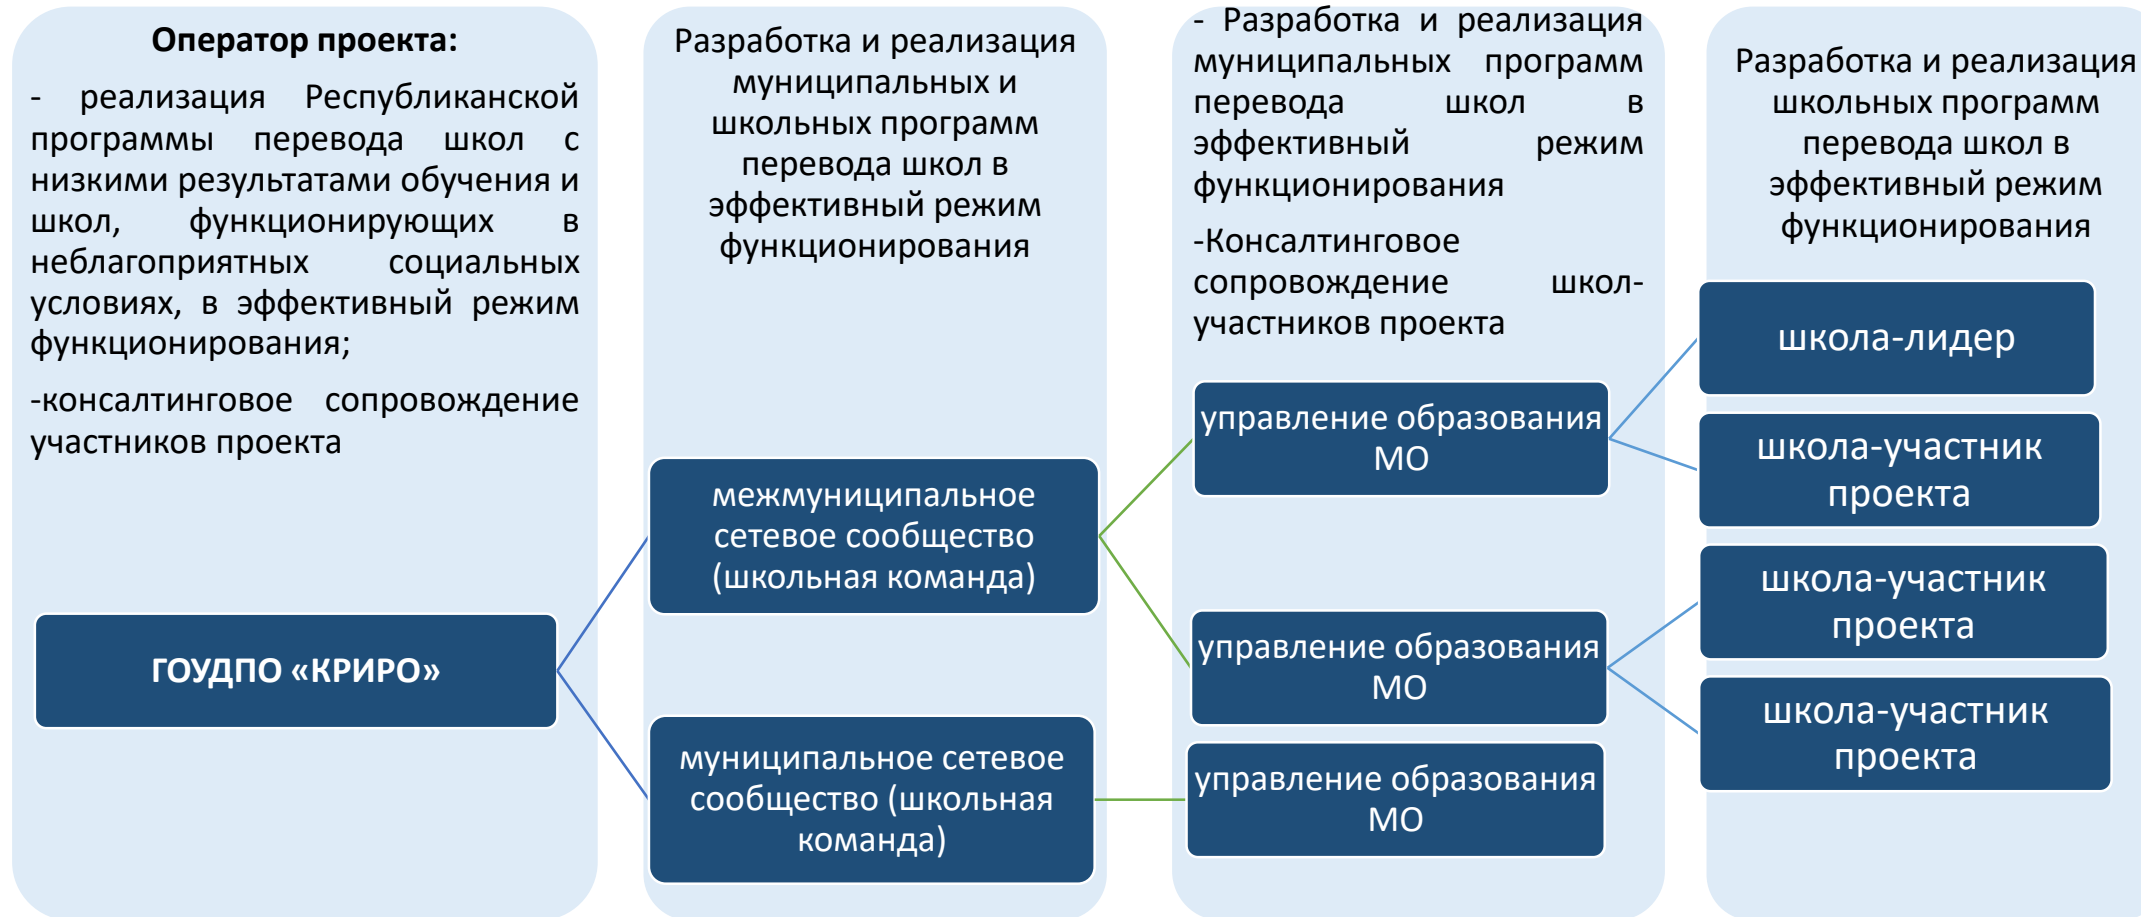 Оператор проекта:
- реализация Республиканской
программы перевода школ с
низкими результатами обучения и
школ, функционирующих в
неблагоприятных социальных
условиях, в эффективный режим
функционирования;
-консалтинговое сопровождение
участников проекта
ГОУДПО «КРИРО»
Разработка и реализация
муниципальных и
школьных программ
перевода школ в
эффективный режим
функционирования
межмуниципальное
сетевое сообщество
(школьная команда)
муниципальное сетевое
сообщество (школьная
команда)
- Разработка и реализация
муниципальных программ
перевода школ в
эффективный режим
функционирования
-Консалтинговое
сопровождение школ-
участников проекта
управление образования
МО
управление образования
МО
управление образования
МО
Разработка и реализация
школьных программ
перевода школ в
эффективный режим
функционирования
школа-лидер
школа-участник
проекта
школа-участник
проекта
школа-участник
проекта